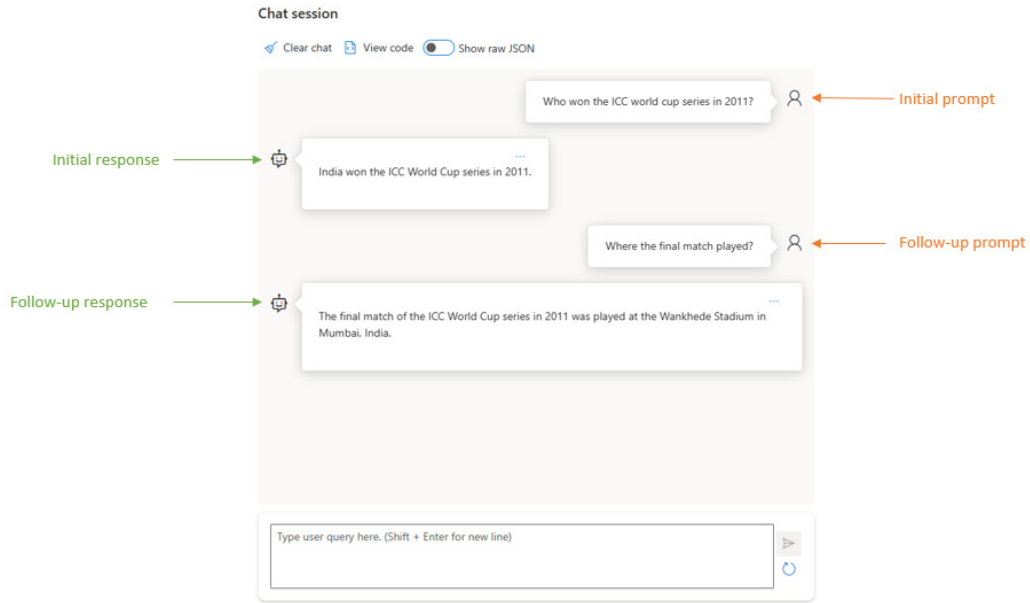 Chat session
Clear chat View code Show raw JSON
Who won the ICC world cup series in 2011?
Initial prompt
Initial response
India won the ICC World Cup series in 2011.
Where the final match played?
Follow-up prompt
Follow-up response
The final match of the ICC World Cup series in 2011 was played at the Wankhede Stadium in
Mumbai, India.
Type user query here. (Shift + Enter for new line)